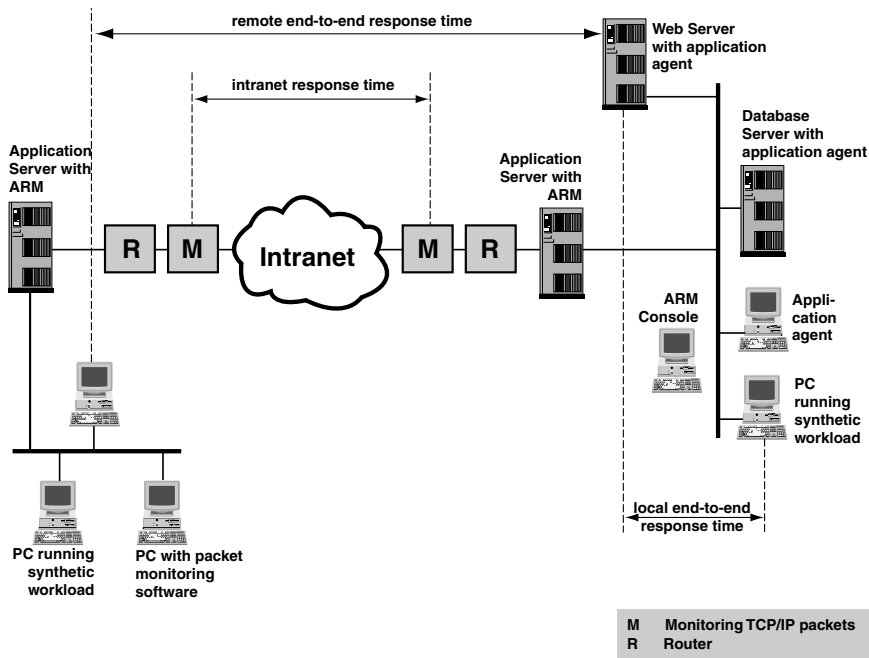 remote end-to-end response time
Web Server
with application
agent
intranet response time
Application
Server with
ARM
Application
Server with
ARM
Database
Server with
application agent
R
M
Intranet
M
R
ARM
Console
Appli-
cation
agent
PC
running
synthetic
workload
local end-to-end
response time
PC running
synthetic
workload
PC with packet
monitoring
software
M Monitoring TCP/IP packets
R Router